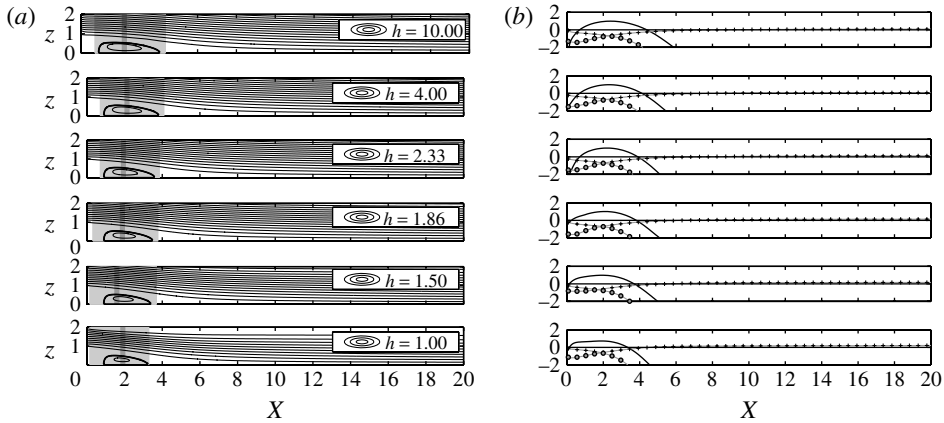 (a)
z 2 1 0 h = 10.00
z 2 1 0 h = 4.00
z 2 1 0 h = 2.33
z 2 1 0 h = 1.86
z 2 1 0 h = 1.50
z 2 1 h = 1.00
0 2 4 6 8 10 12 14 16 18 20
X
(b)
2 0 −2
2 0 −2
2 0 −2
2 0 −2
2 0 −2
2 0 −2
0 2 4 6 8 10 12 14 16 18 20
X